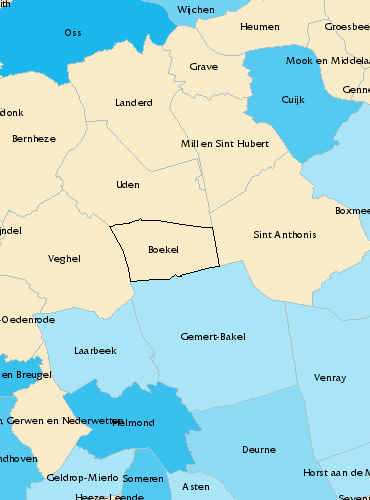 ith
Wijchen
Oss
Heumen
Groesbee
Grave
Mook en Middela
Genne
Landerd
Cuijk
donk
Bernheze
Mill en Sint Hubert
Uden
Boxmee
jndel
Sint Anthonis
Boekel
Veghel
-Oedenrode
Gemert-Bakel
Laarbeek
en Breugel
Venray
, Gerwen en Nederwetten
Helmond
Deurne
ndhoven
Geldrop-Mierlo
Someren
Horst aan de M
Asten
Heeze-Leende
Seven